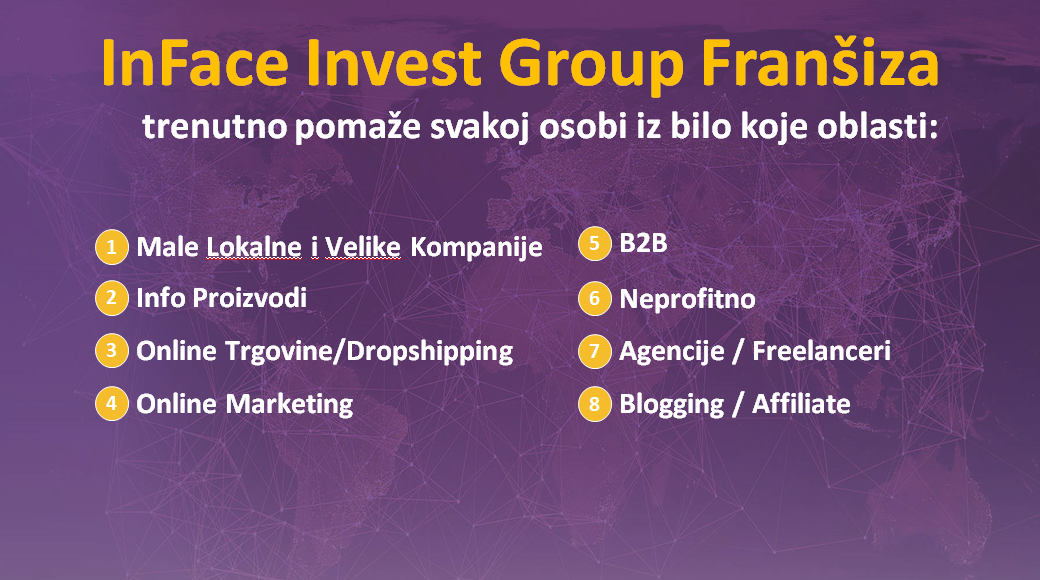 InFace Invest Group Franšiza
trenutno pomaže svakoj osobi iz bilo koje oblasti:
1 Male Lokalne i Velike Kompanije
2 Info Proizvodi
3 Online Trgovine/Dropshipping
4 Online Marketing
5 B2B
6 Neprofitno
7 Agencije / Freelanceri
8 Blogging / Affiliate